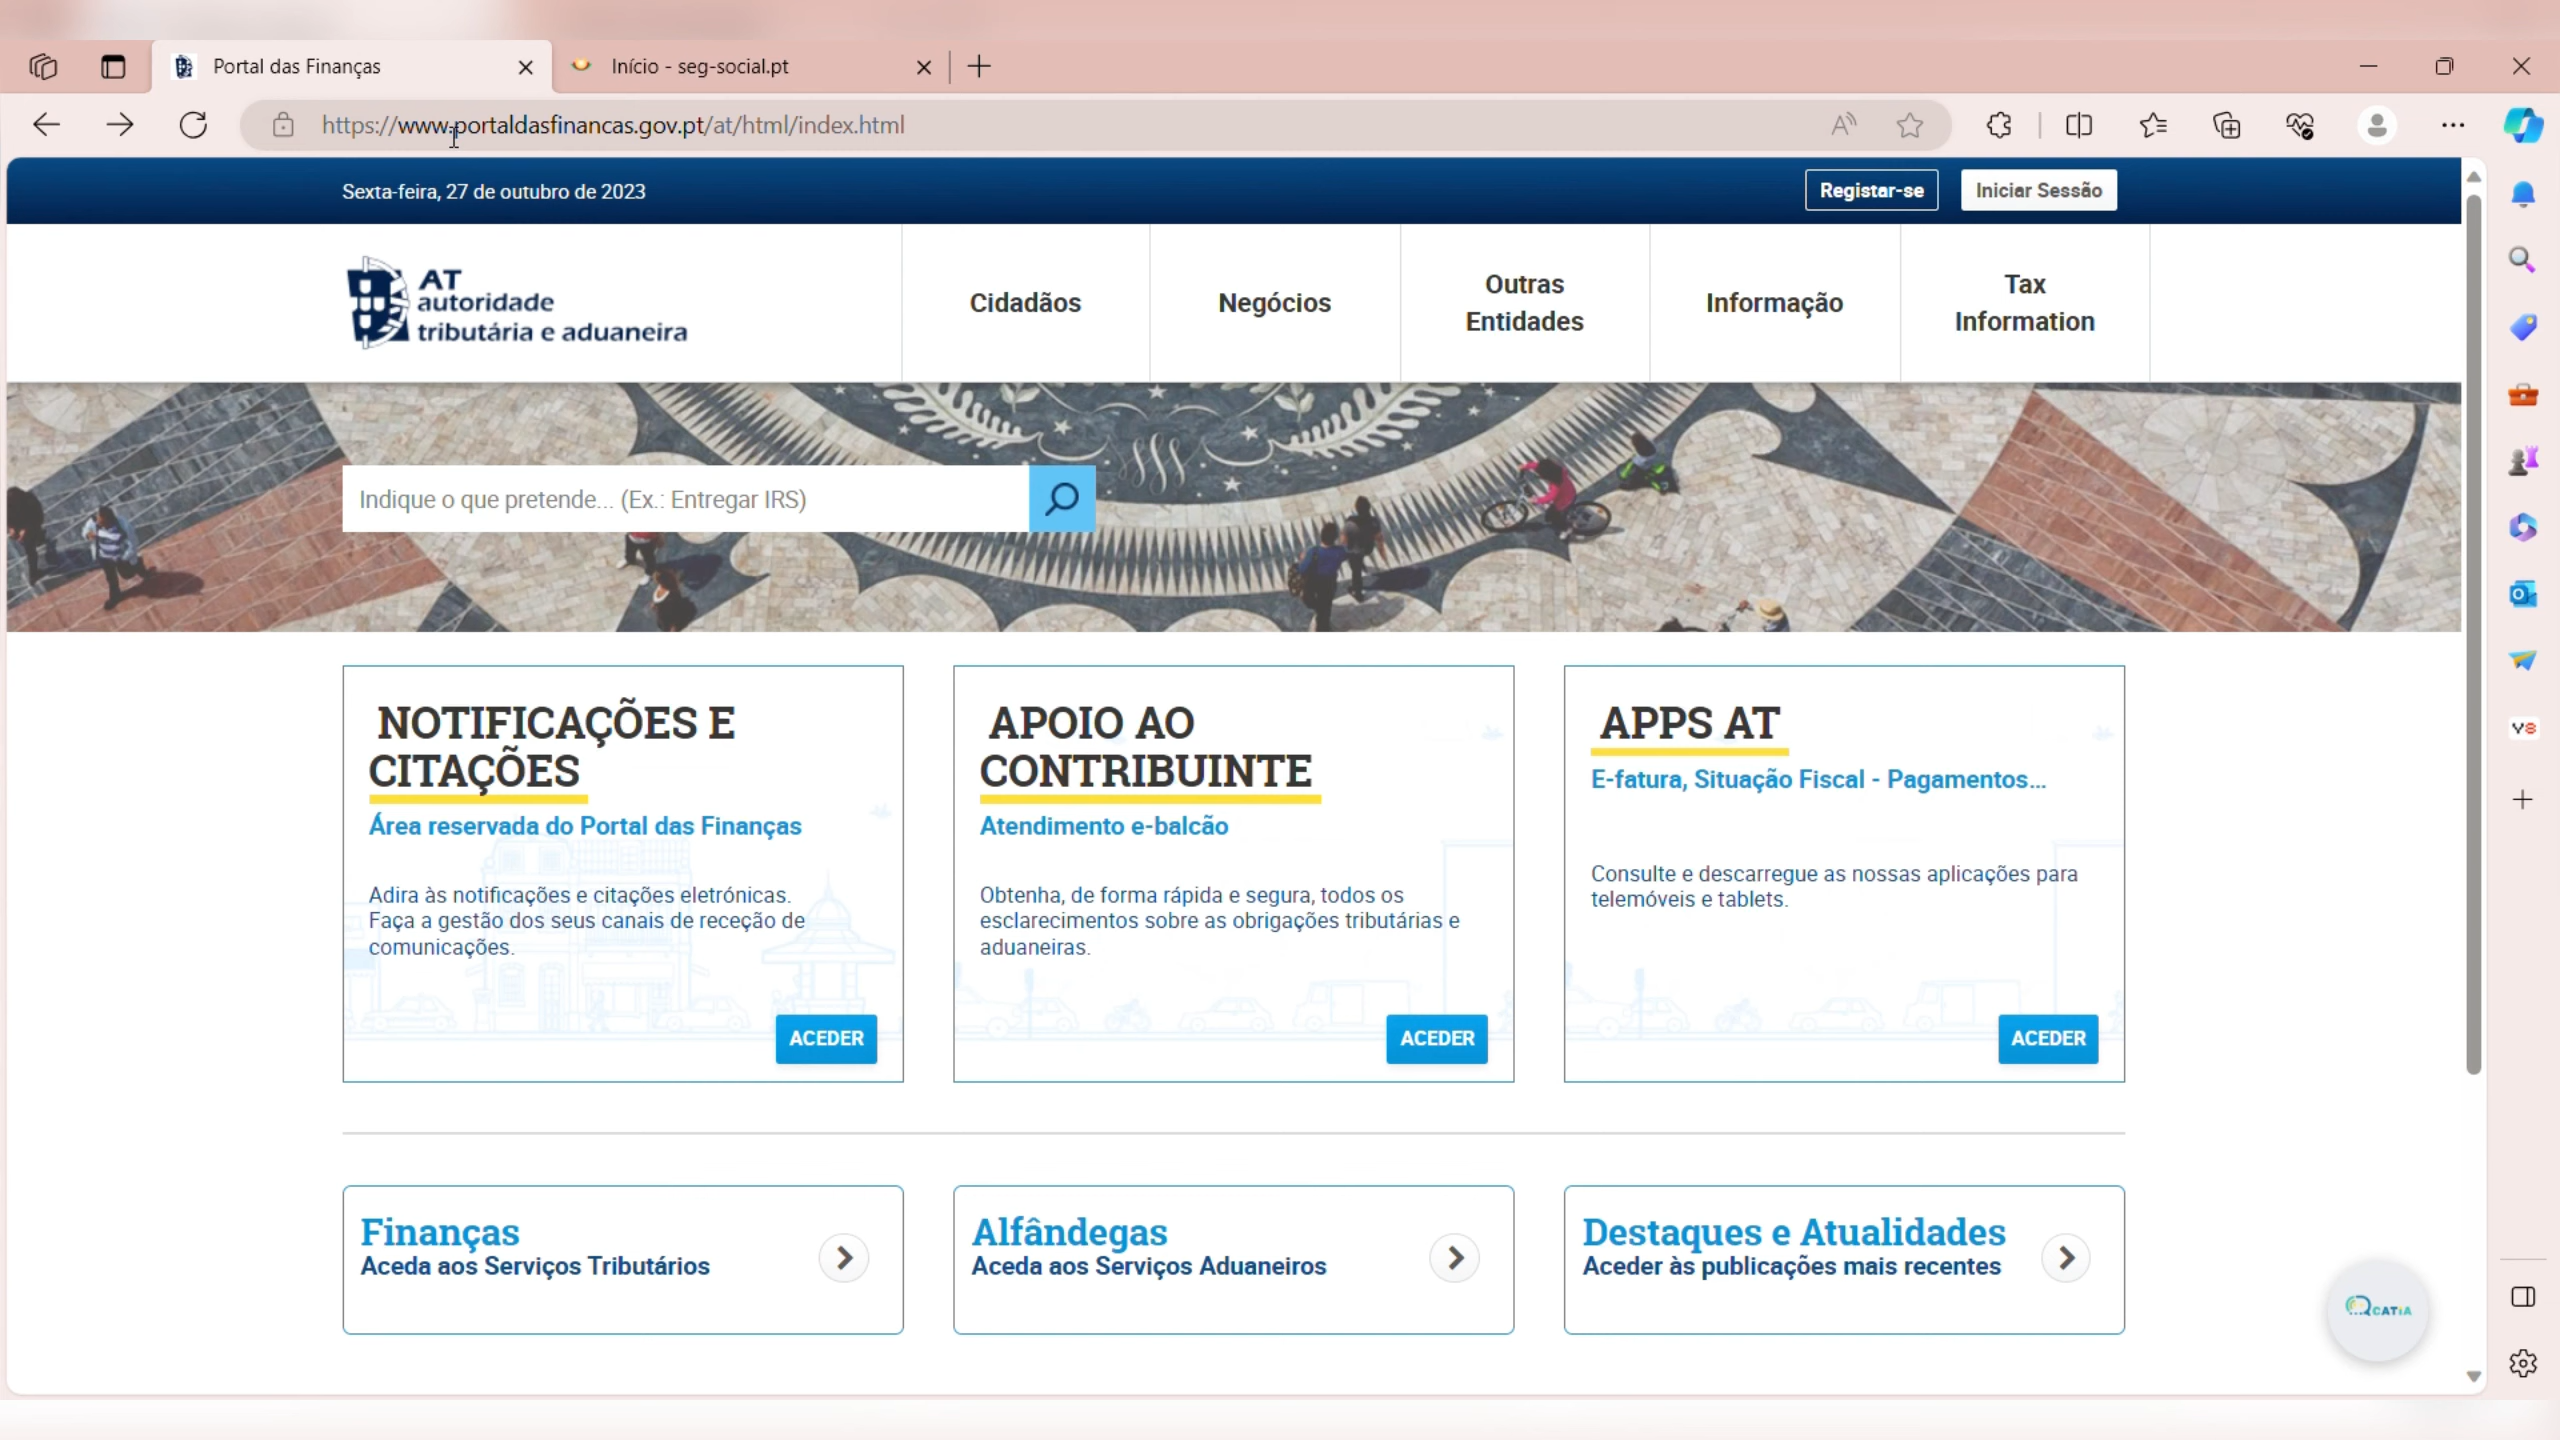 Portal das Finanças
Início - seg-social.pt
https://www.portaldasfinancas.gov.pt/at/html/index.html
Sexta-feira, 27 de outubro de 2023
Registar-se
Iniciar Sessão
AT
autoridade
tributária e aduaneira
Cidadãos
Negócios
Outras
Entidades
Informação
Tax
Information
Indique o que pretende... (Ex.: Entregar IRS)
NOTIFICAÇÕES E
CITAÇÕES
Área reservada do Portal das Finanças
Adira às notificações e citações eletrónicas.
Faça a gestão dos seus canais de receção de
comunicações.
ACEDER
APOIO AO
CONTRIBUINTE
Atendimento e-balcão
Obtenha, de forma rápida e segura, todos os
esclarecimentos sobre as obrigações tributárias e
aduaneiras.
ACEDER
APPS AT
E-fatura, Situação Fiscal - Pagamentos...
Consulte e descarregue as nossas aplicações para
telemóveis e tablets.
ACEDER
Finanças
Aceda aos Serviços Tributários
Alfândegas
Aceda aos Serviços Aduaneiros
Destaques e Atualidades
Aceder às publicações mais recentes
CATIA